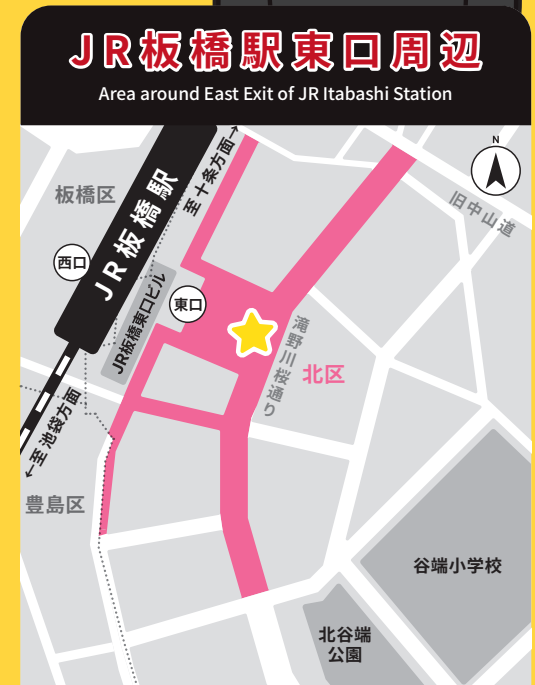 JR板橋駅東口周辺
Area around East Exit of JR Itabashi Station
N
至十条方面→
旧中山道
板橋区
JR板橋駅
西口
東口
JR板橋東口ビル
滝野川桜通り
北区
←至 池袋方面
豊島区
谷端小学校
北谷端
公園